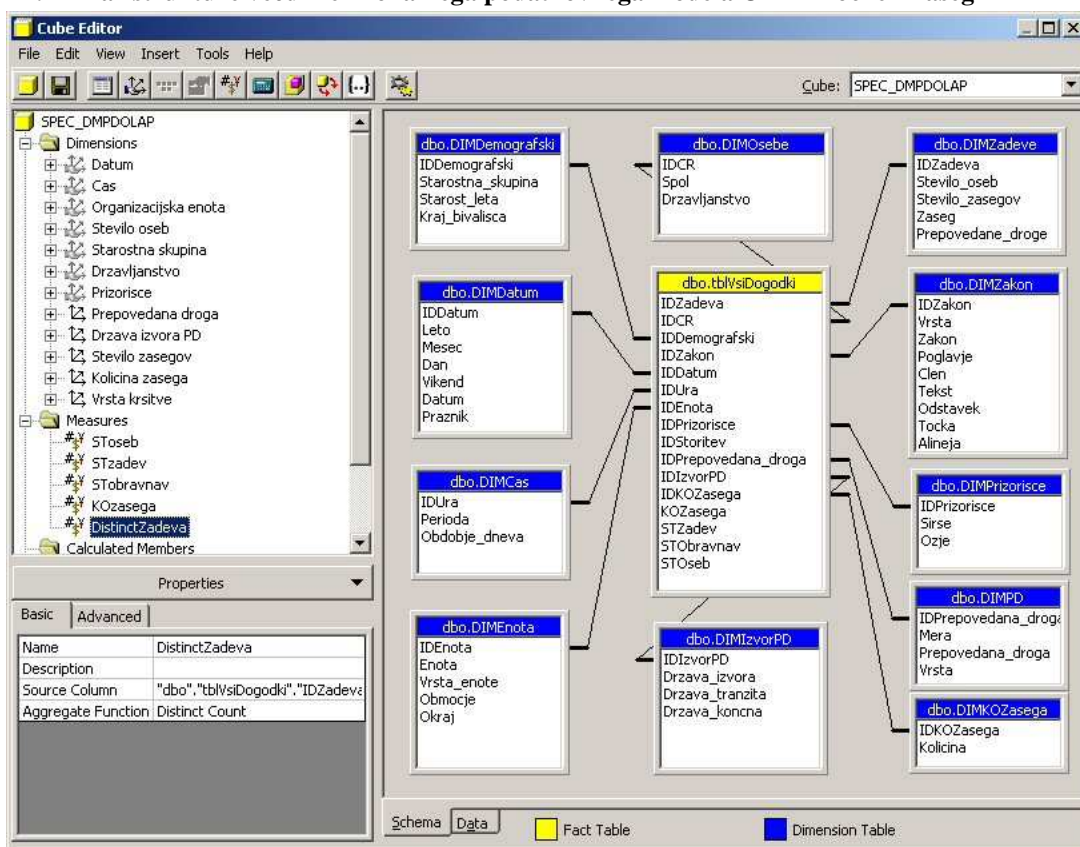 Cube Editor
File Edit View Insert Tools Help
Cube: SPEC_DMPDOLAP
SPEC_DMPDOLAP
Dimensions
Datum
Cas
Organizacijska enota
Stevilo oseb
Starostna skupina
Drzavljanstvo
Prizorisce
Prepovedana droga
Drzava izvora PD
Stevilo zasegov
Kolicina zasega
Vrsta krsitve
Measures
SToseb
STzadev
STobravnav
KOzasega
DistinctZadeva
Calculated Members
Properties
Basic Advanced
Name DistinctZadeva
Description
Source Column "dbo"."tblVsiDogodki"."IDZadeva
Aggregate Function Distinct Count
dbo.DIMDemografski
IDDemografski
Starostna_skupina
Starost_leta
Kraj_bivalisca
dbo.DIMDatum
IDDatum
Leto
Mesec
Dan
Vikend
Datum
Praznik
dbo.DIMCas
IDUra
Perioda
Obdobje_dneva
dbo.DIMEnota
IDEnota
Enota
Vrsta_enote
Obmocje
Okraj
dbo.DIMOsebe
IDCR
Spol
Drzavljanstvo
dbo.tblVsiDogodki
IDZadeva
IDCR
IDDemografski
IDZakon
IDDatum
IDUra
IDEnota
IDPrizorisce
IDStoritev
IDPrepovedana_droga
IDIzvorPD
IDKOZasega
KOZasega
STZadev
STObravnav
STOseb
dbo.DIMIzvorPD
IDIzvorPD
Drzava_izvora
Drzava_tranzita
Drzava_koncna
dbo.DIMZadeve
IDZadeva
Stevilo_oseb
Stevilo_zasegov
Zaseg
Prepovedane_droge
dbo.DIMZakon
IDZakon
Vrsta
Zakon
Poglavje
Clen
Tekst
Odstavek
Tocka
Alineja
dbo.DIMPrizorisce
IDPrizorisce
Sirse
Ozje
dbo.DIMPD
IDPrepovedana_droga
Mera
Prepovedana_droga
Vrsta
dbo.DIMKOZasega
IDKOZasega
Kolicina
Schema Data
Fact Table
Dimension Table